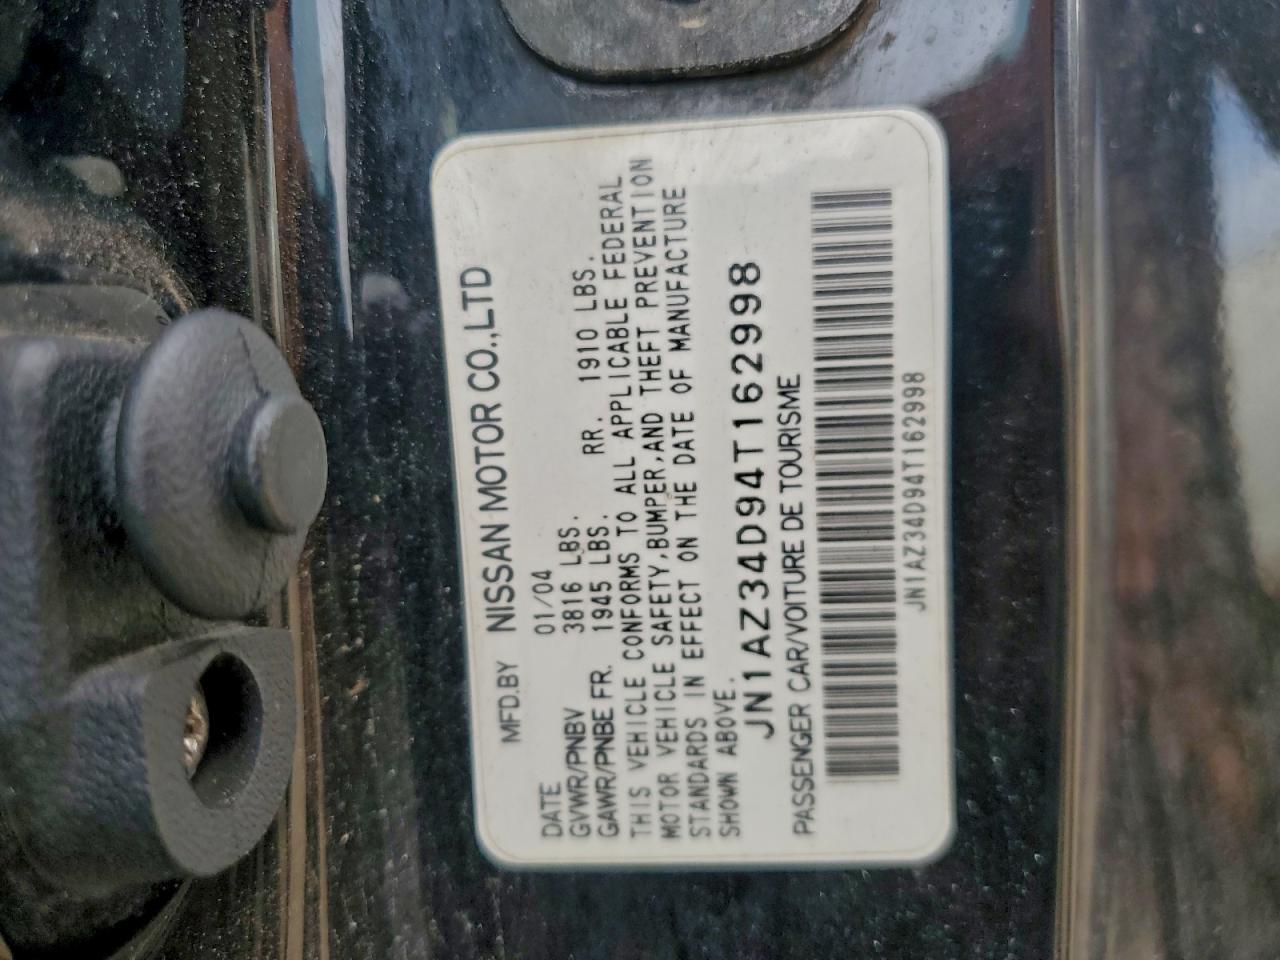 MFD.BY NISSAN MOTOR CO.,LTD
DATE 01/04
GVWR/PNBV 3816 LBS.
GAWR/PNBE FR. 1945 LBS. RR. 1910 LBS.
THIS VEHICLE CONFORMS TO ALL APPLICABLE FEDERAL
MOTOR VEHICLE SAFETY,BUMPER,AND THEFT PREVENTION
STANDARDS IN EFFECT ON THE DATE OF MANUFACTURE
SHOWN ABOVE.
JN1AZ34D94T162998
PASSENGER CAR/VOITURE DE TOURISME
JN1AZ34D94T162998